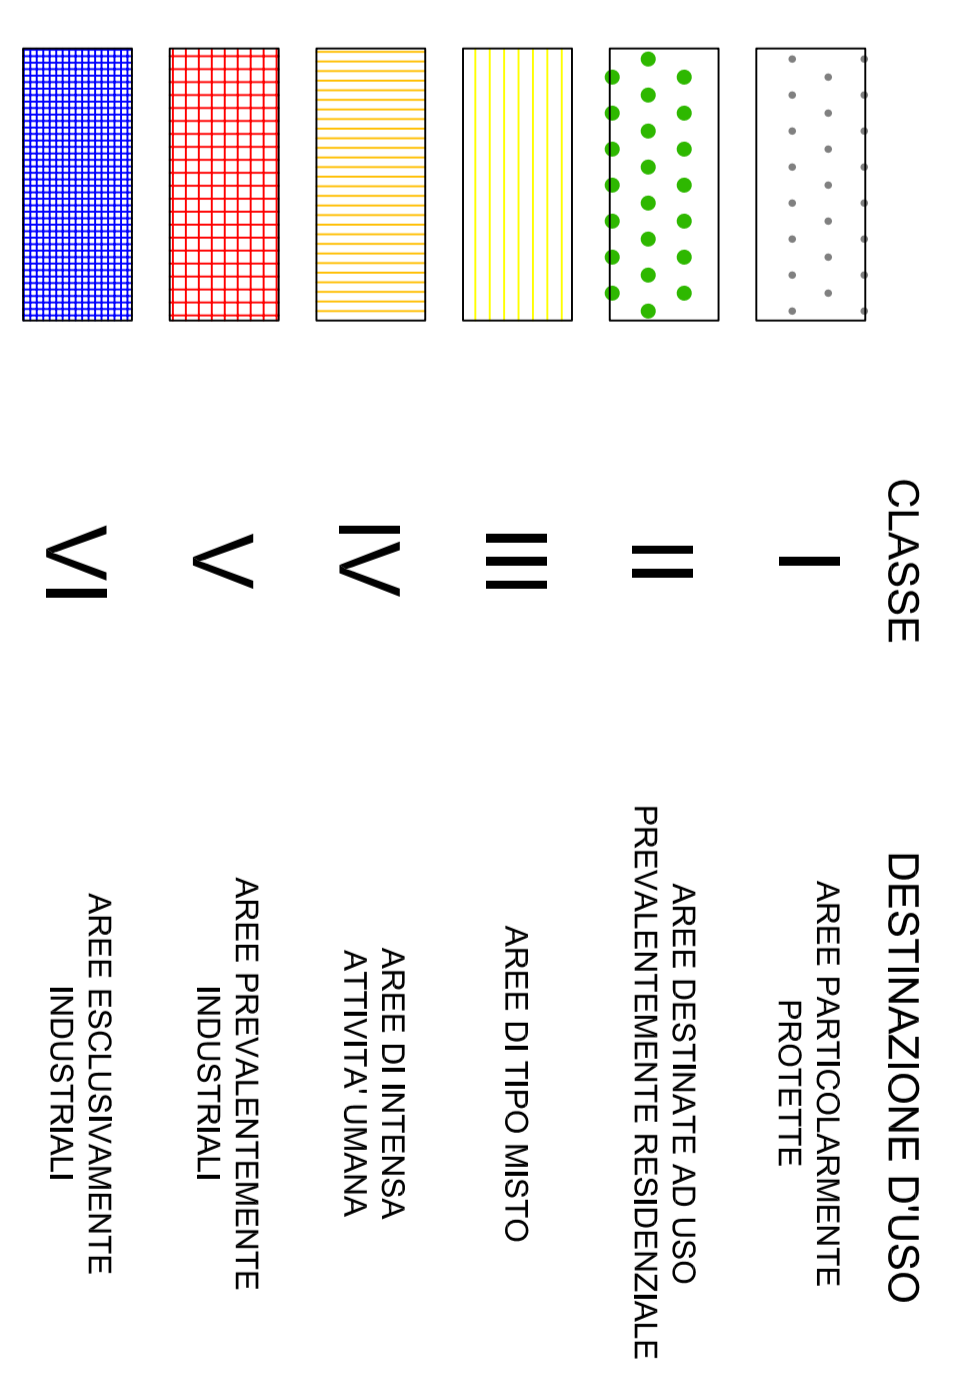 CLASSE DESTINAZIONE D'USO
I AREE PARTICOLARMENTE
PROTETTE
II AREE DESTINATE AD USO
PREVALENTEMENTE RESIDENZIALE
III AREE DI TIPO MISTO
IV AREE DI INTENSA
ATTIVITA' UMANA
V AREE PREVALENTEMENTE
INDUSTRIALI
VI AREE ESCLUSIVAMENTE
INDUSTRIALI